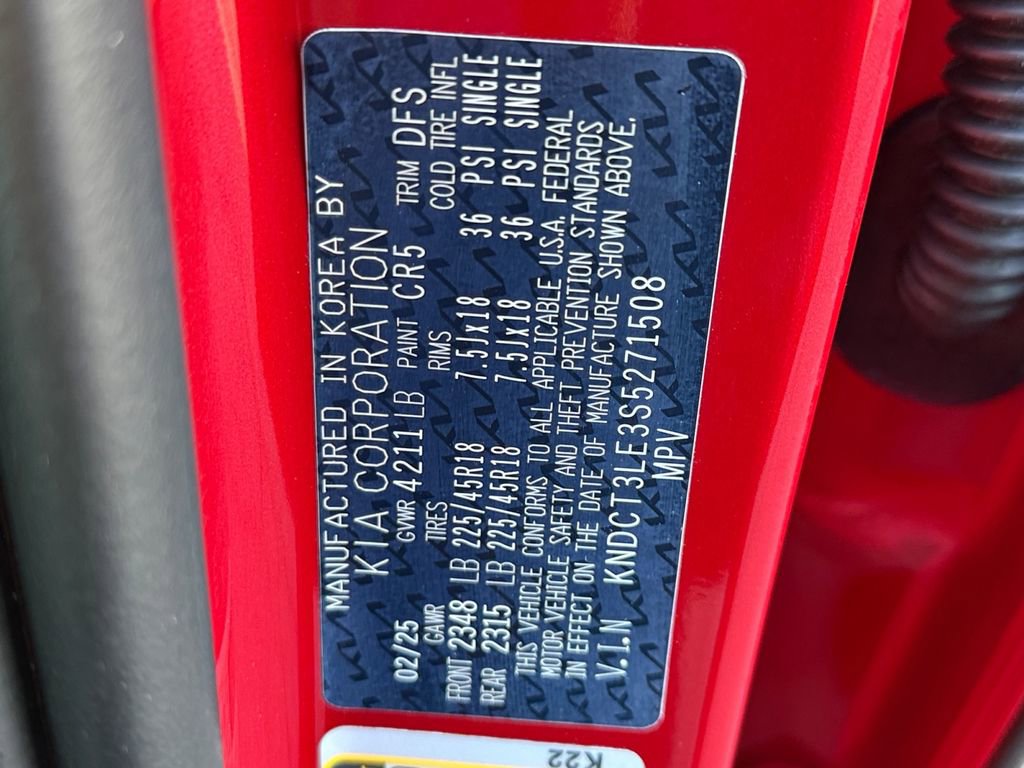 MANUFACTURED IN KOREA BY
KIA CORPORATION
02/25 GVWR 4211LB PAINT CR5 TRIM DFS
GAWR TIRES RIMS COLD TIRE INFL
FRONT 2348 LB 225/45R18 7.5Jx18 36 PSI SINGLE
REAR 2315 LB 225/45R18 7.5Jx18 36 PSI SINGLE
THIS VEHICLE CONFORMS TO ALL APPLICABLE U.S.A. FEDERAL
MOTOR VEHICLE SAFETY AND THEFT PREVENTION STANDARDS
IN EFFECT ON THE DATE OF MANUFACTURE SHOWN ABOVE.
V.I.N KNDCT3LE3S5271508
MPV
K22